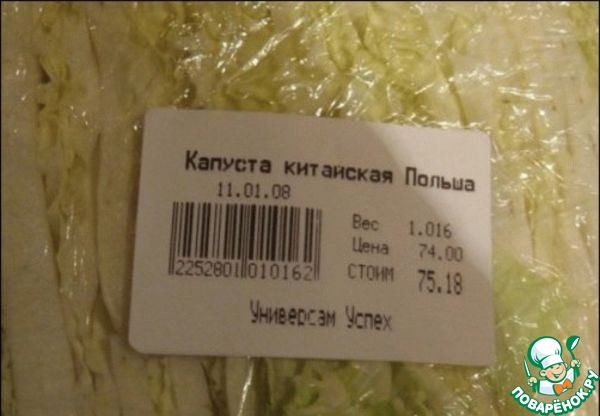 Капуста китайская Польша
11.01.08
Вес 1.016
Цена 74.00
СТОИМ 75.18
2252801 010162
Универсам Успех
ПОВАРЁНОК.РУ